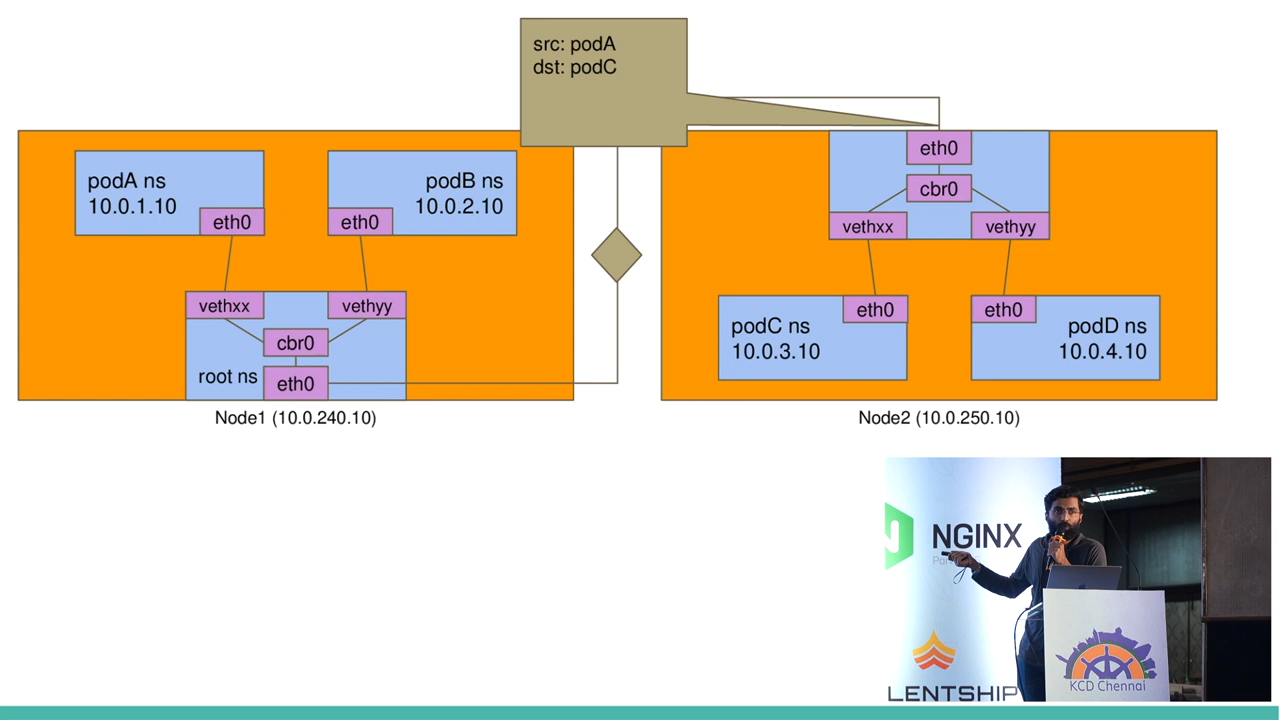 src: podA
dst: podC
podA ns
10.0.1.10
eth0
podB ns
10.0.2.10
eth0
vethxx
vethyy
cbr0
root ns
eth0
Node1 (10.0.240.10)
eth0
cbr0
vethxx
vethyy
podC ns
10.0.3.10
eth0
eth0
podD ns
10.0.4.10
Node2 (10.0.250.10)
NGINX
LENTSHIP
KCD Chennai